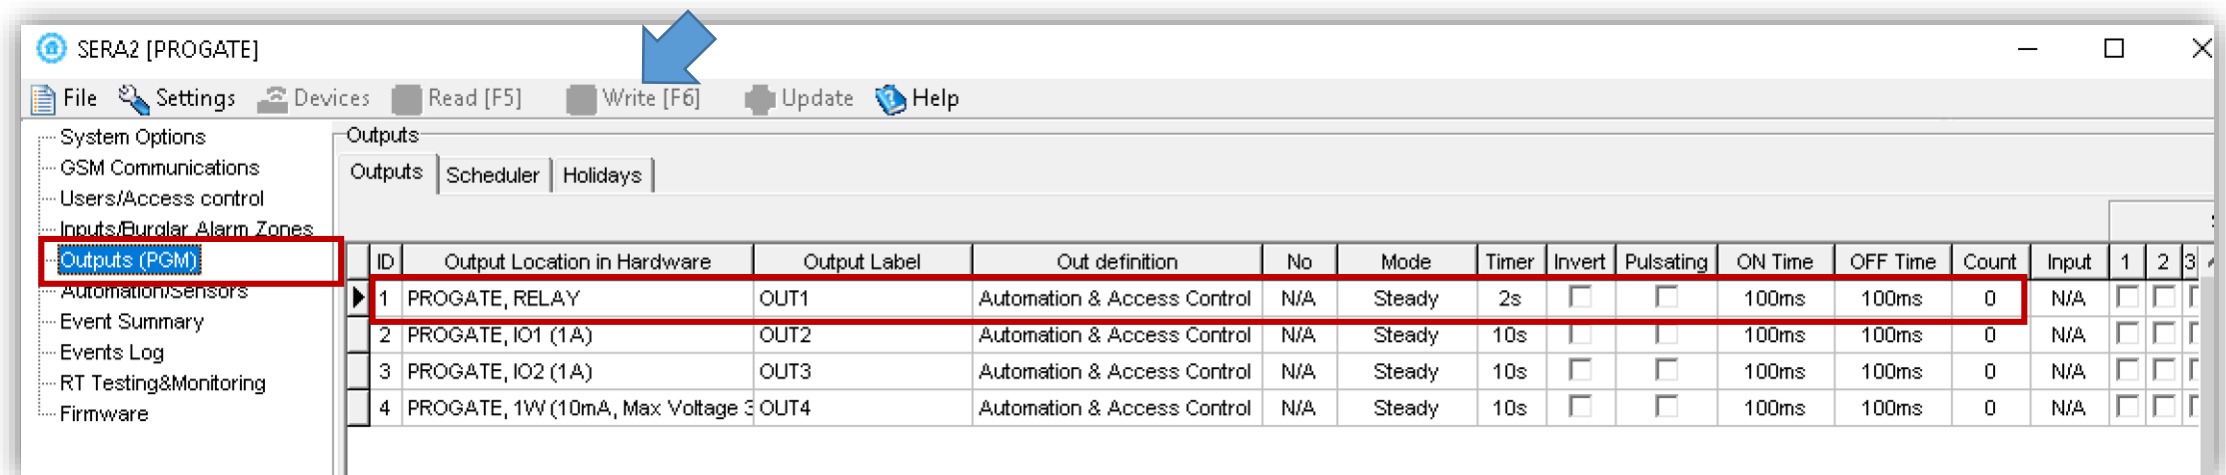 SERA2 [PROGATE]
File Settings Devices Read [F5] Write [F6] Update Help
System Options
GSM Communications
Users/Access control
Inputs/Burglar Alarm Zones
Outputs (PGM)
Automation/Sensors
Event Summary
Events Log
RT Testing&Monitoring
Firmware
Outputs
Outputs Scheduler Holidays
ID Output Location in Hardware Output Label Out definition No Mode Timer Invert Pulsating ON Time OFF Time Count Input 1 2 3
1 PROGATE, RELAY OUT1 Automation & Access Control N/A Steady 2s 100ms 100ms 0 N/A
2 PROGATE, IO1 (1A) OUT2 Automation & Access Control N/A Steady 10s 100ms 100ms 0 N/A
3 PROGATE, IO2 (1A) OUT3 Automation & Access Control N/A Steady 10s 100ms 100ms 0 N/A
4 PROGATE, 1W (10mA, Max Voltage 3 OUT4 Automation & Access Control N/A Steady 10s 100ms 100ms 0 N/A